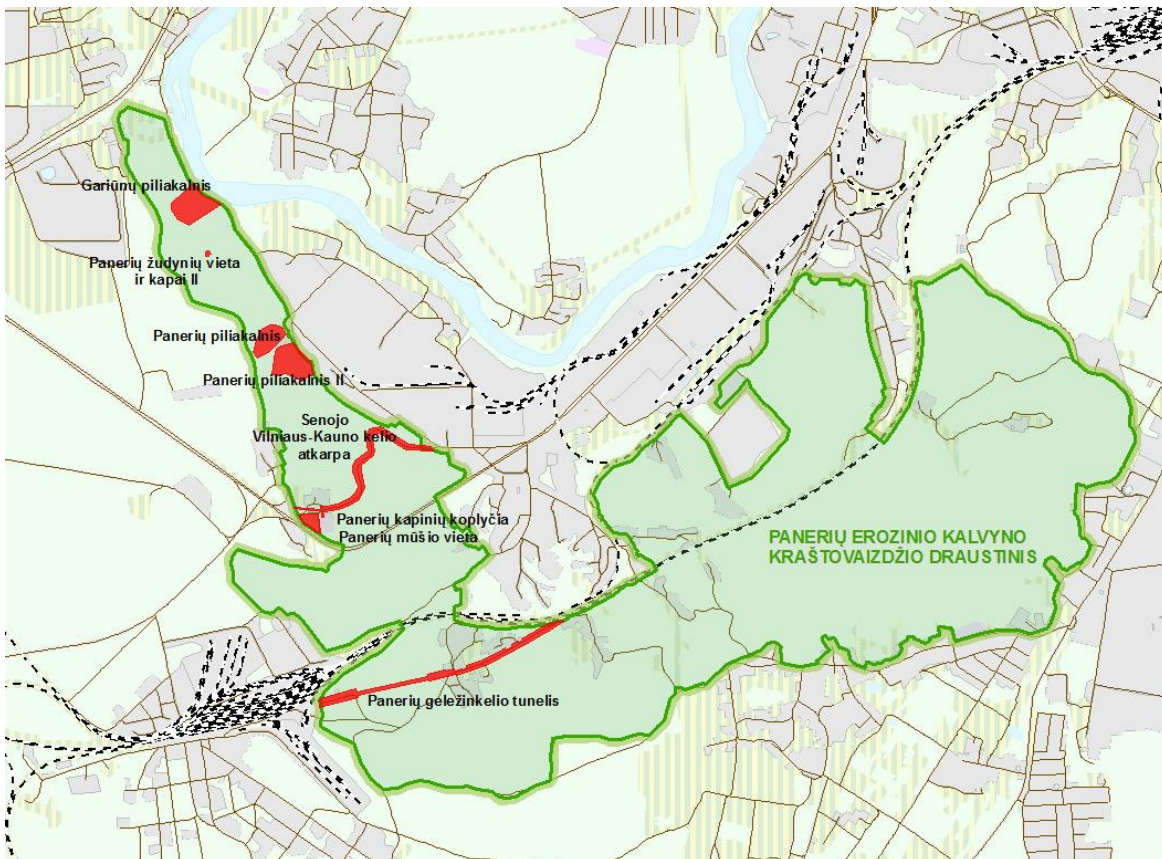 Gariūnų piliakalnis
Panerių žudynių vieta
ir kapai II
Panerių piliakalnis
Panerių piliakalnis II
Senojo
Vilniaus-Kauno kelio
atkarpa
Panerių kapinių koplyčia
Panerių mūšio vieta
PANERIŲ EROZINIO KALVYNO
KRAŠTOVAIZDŽIO DRAUSTINIS
Panerių geležinkelio tunelis